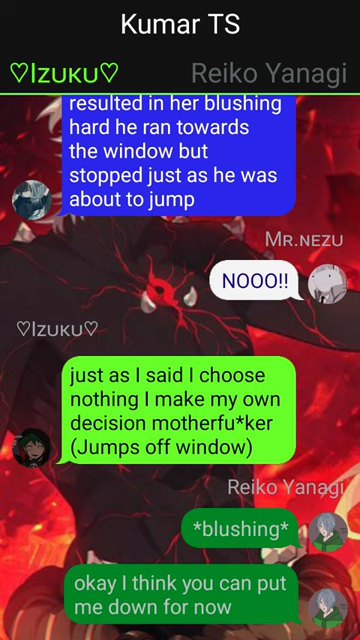 Kumar TS
♡Izuku♡ Reiko Yanagi
resulted in her blushing
hard he ran towards
the window but
stopped just as he was
about to jump
Mr.nezu
NOOO!!
♡Izuku♡
just as I said I choose
nothing I make my own
decision motherfu*ker
(Jumps off window)
Reiko Yanagi
*blushing*
okay I think you can put
me down for now